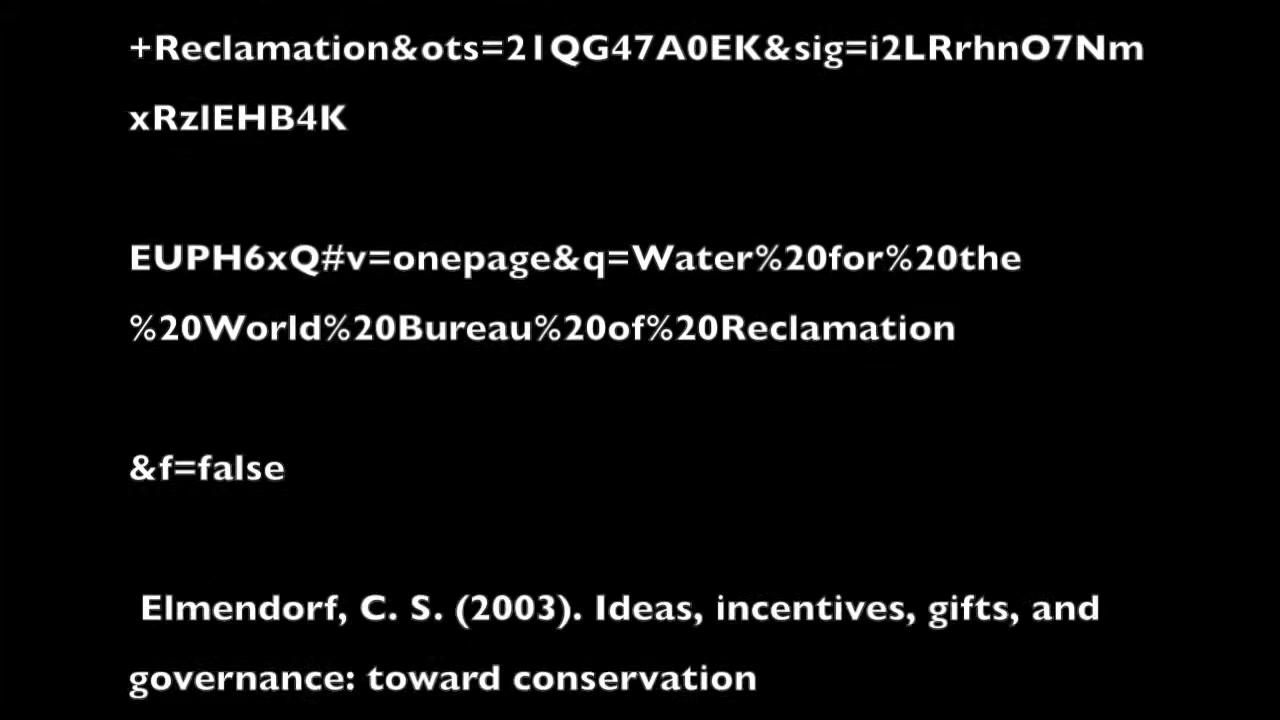 +Reclamation&ots=21QG47A0EK&sig=i2LRrhnO7Nm
xRzlEHB4K
EUPH6xQ#v=onepage&q=Water%20for%20the
%20World%20Bureau%20of%20Reclamation
&f=false
Elmendorf, C. S. (2003). Ideas, incentives, gifts, and
governance: toward conservation